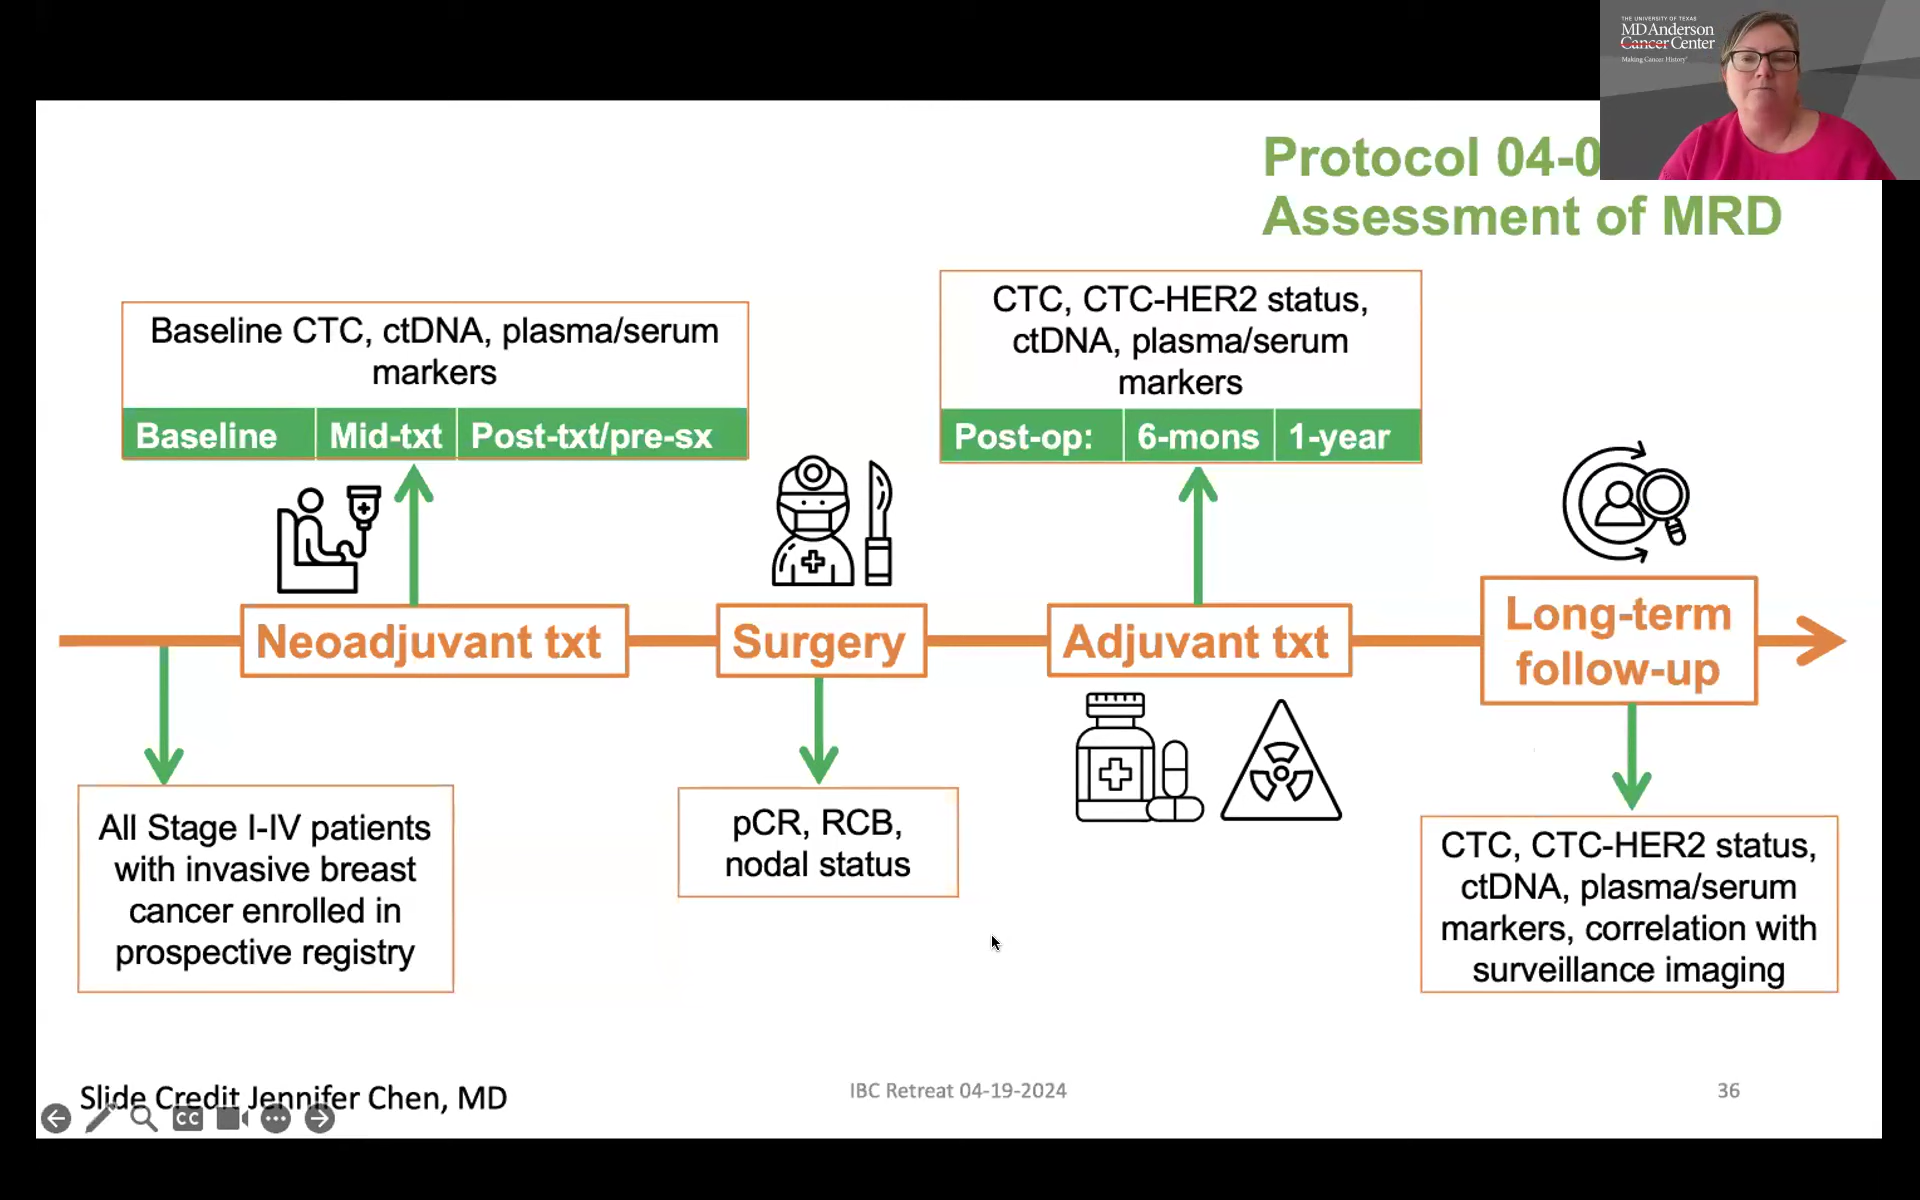 THE UNIVERSITY OF TEXAS
MD Anderson
Cancer Center
Making Cancer History®
Protocol 04-0
Assessment of MRD
Baseline CTC, ctDNA, plasma/serum
markers
Baseline Mid-txt Post-txt/pre-sx
CTC, CTC-HER2 status,
ctDNA, plasma/serum
markers
Post-op: 6-mons 1-year
Neoadjuvant txt
Surgery
Adjuvant txt
Long-term
follow-up
All Stage I-IV patients
with invasive breast
cancer enrolled in
prospective registry
pCR, RCB,
nodal status
CTC, CTC-HER2 status,
ctDNA, plasma/serum
markers, correlation with
surveillance imaging
Slide Credit Jennifer Chen, MD
IBC Retreat 04-19-2024
36
CC